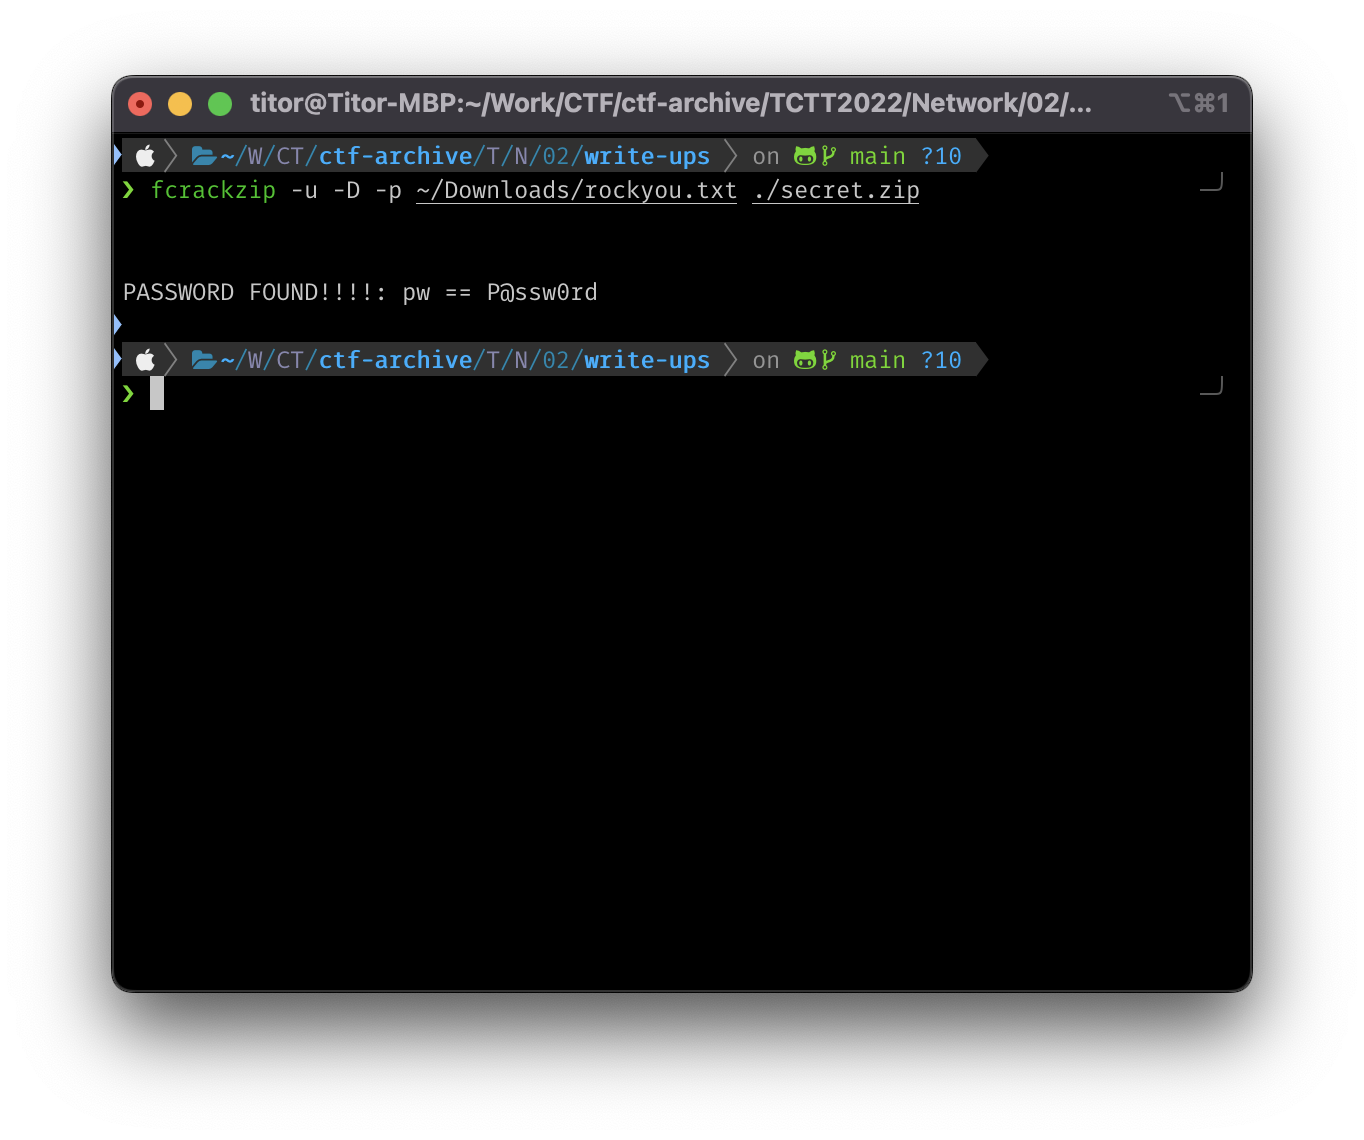 titor@Titor-MBP:~/Work/CTF/ctf-archive/TCTT2022/Network/02/... ⌥⌘1
~/W/CT/ctf-archive/T/N/02/write-ups on main ?10
❯ fcrackzip -u -D -p ~/Downloads/rockyou.txt ./secret.zip
PASSWORD FOUND!!!!: pw == P@ssw0rd
~/W/CT/ctf-archive/T/N/02/write-ups on main ?10
❯